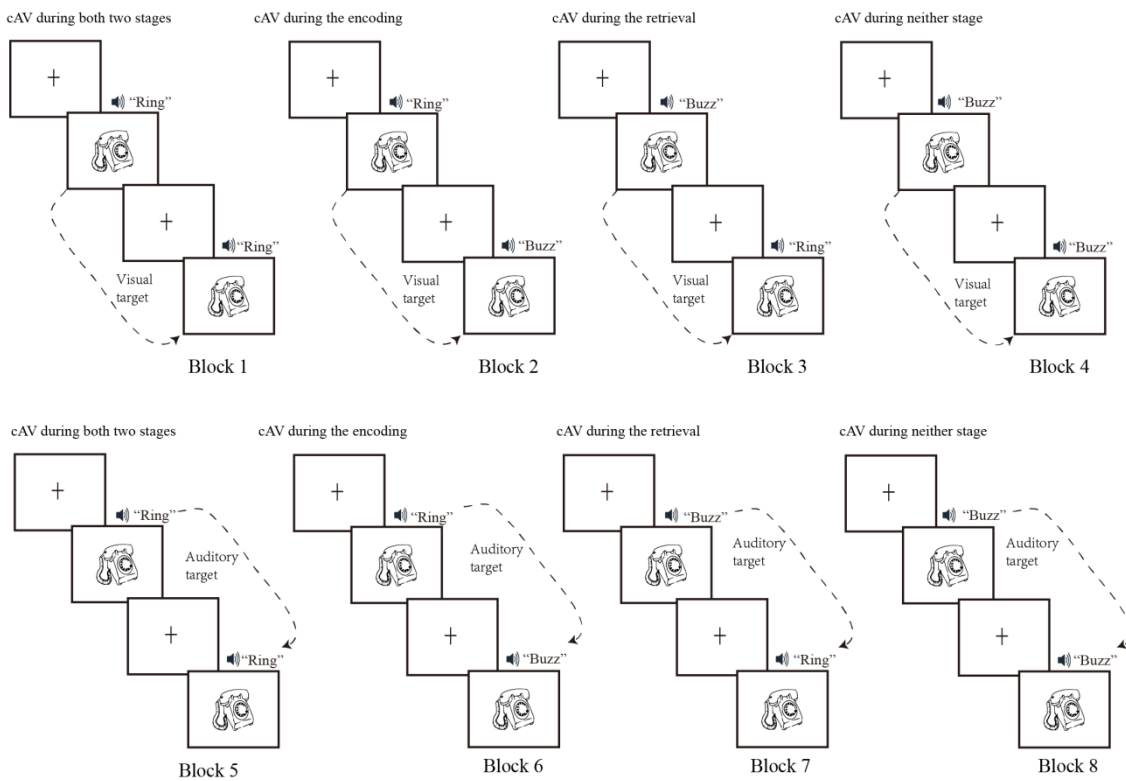 cAV during both two stages
cAV during the encoding
cAV during the retrieval
cAV during neither stage
“Ring”
“Ring”
“Buzz”
“Buzz”
“Ring”
“Buzz”
“Ring”
“Buzz”
Visual
target
Visual
target
Visual
target
Visual
target
Block 1
Block 2
Block 3
Block 4
cAV during both two stages
cAV during the encoding
cAV during the retrieval
cAV during neither stage
“Ring”
“Ring”
“Buzz”
“Buzz”
Auditory
target
Auditory
target
Auditory
target
Auditory
target
“Ring”
“Buzz”
“Ring”
“Buzz”
Block 5
Block 6
Block 7
Block 8